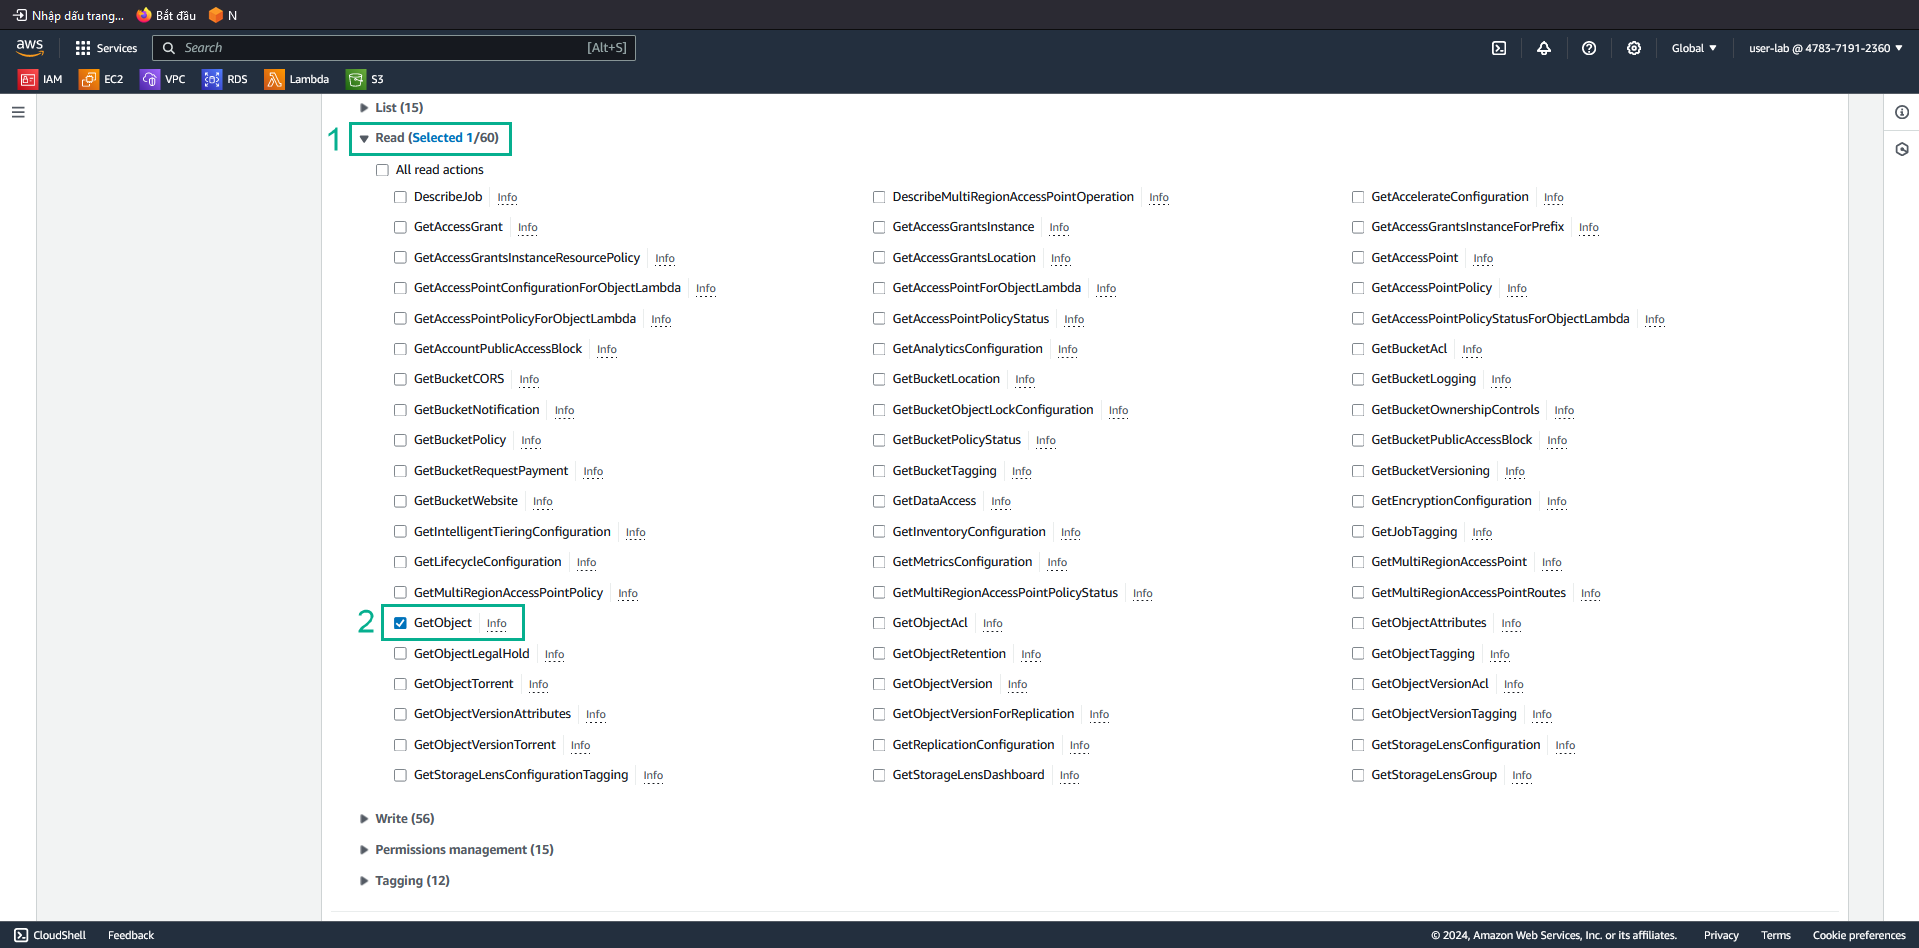 Nhập dấu trang... Bắt đầu N
aws Services Search [Alt+S] Global user-lab @ 4783-7191-2360
IAM EC2 VPC RDS Lambda S3
List (15)
1 Read (Selected 1/60)
All read actions
DescribeJob Info DescribeMultiRegionAccessPointOperation Info GetAccelerateConfiguration Info
GetAccessGrant Info GetAccessGrantsInstance Info GetAccessGrantsInstanceForPrefix Info
GetAccessGrantsInstanceResourcePolicy Info GetAccessGrantsLocation Info GetAccessPoint Info
GetAccessPointConfigurationForObjectLambda Info GetAccessPointForObjectLambda Info GetAccessPointPolicy Info
GetAccessPointPolicyForObjectLambda Info GetAccessPointPolicyStatus Info GetAccessPointPolicyStatusForObjectLambda Info
GetAccountPublicAccessBlock Info GetAnalyticsConfiguration Info GetBucketAcl Info
GetBucketCORS Info GetBucketLocation Info GetBucketLogging Info
GetBucketNotification Info GetBucketObjectLockConfiguration Info GetBucketOwnershipControls Info
GetBucketPolicy Info GetBucketPolicyStatus Info GetBucketPublicAccessBlock Info
GetBucketRequestPayment Info GetBucketTagging Info GetBucketVersioning Info
GetBucketWebsite Info GetDataAccess Info GetEncryptionConfiguration Info
GetIntelligentTieringConfiguration Info GetInventoryConfiguration Info GetJobTagging Info
GetLifecycleConfiguration Info GetMetricsConfiguration Info GetMultiRegionAccessPoint Info
GetMultiRegionAccessPointPolicy Info GetMultiRegionAccessPointPolicyStatus Info GetMultiRegionAccessPointRoutes Info
2 GetObject Info GetObjectAcl Info GetObjectAttributes Info
GetObjectLegalHold Info GetObjectRetention Info GetObjectTagging Info
GetObjectTorrent Info GetObjectVersion Info GetObjectVersionAcl Info
GetObjectVersionAttributes Info GetObjectVersionForReplication Info GetObjectVersionTagging Info
GetObjectVersionTorrent Info GetReplicationConfiguration Info GetStorageLensConfiguration Info
GetStorageLensConfigurationTagging Info GetStorageLensDashboard Info GetStorageLensGroup Info
Write (56)
Permissions management (15)
Tagging (12)
CloudShell Feedback © 2024, Amazon Web Services, Inc. or its affiliates. Privacy Terms Cookie preferences